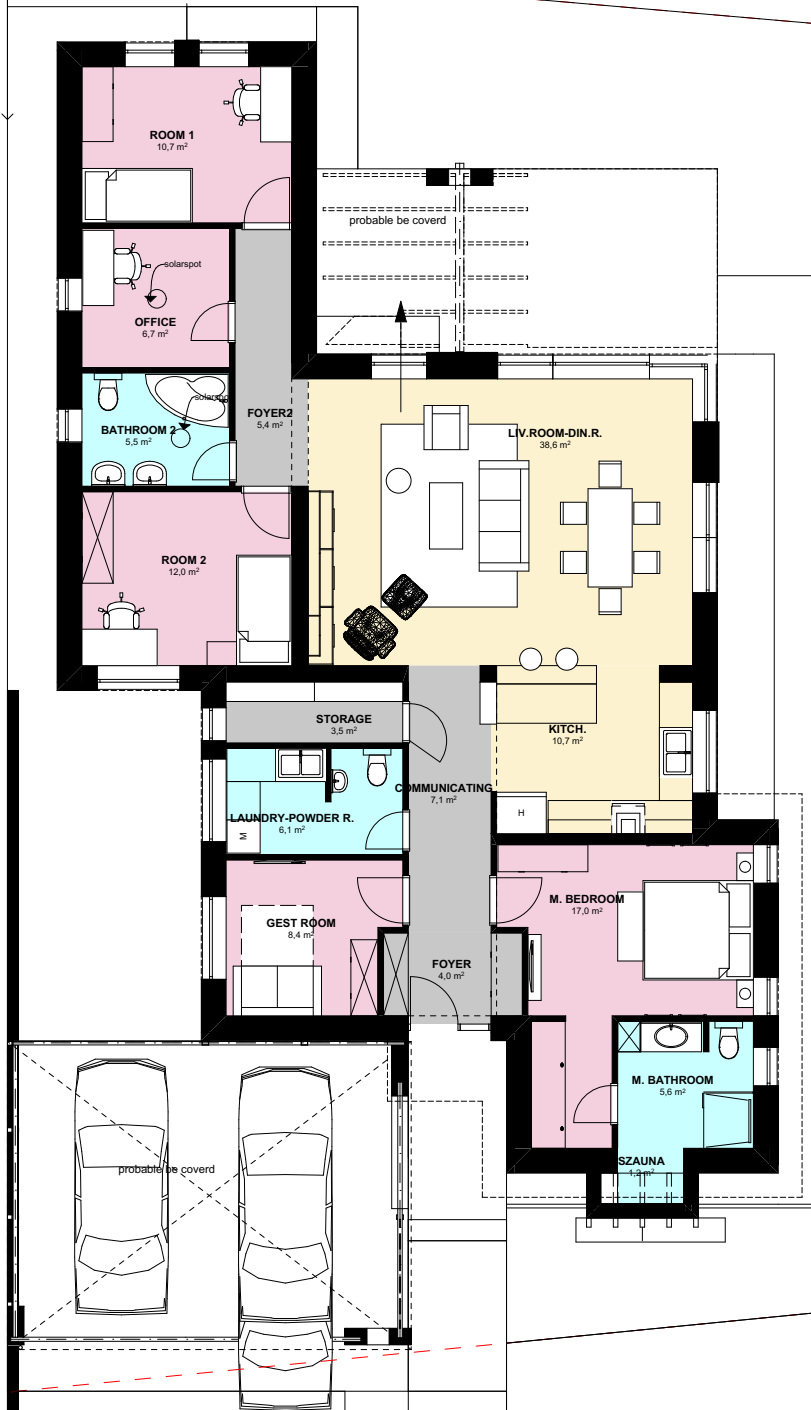 ROOM 1
10,7 m²
probable be coverd
solarspot
OFFICE
6,7 m²
solarspot
BATHROOM 2
5,5 m²
FOYER2
5,4 m²
LIV.ROOM-DIN.R.
38,6 m²
ROOM 2
12,0 m²
STORAGE
3,5 m²
KITCH.
10,7 m²
COMMUNICATING
7,1 m²
LAUNDRY-POWDER R.
6,1 m²
M
H
M. BEDROOM
17,0 m²
GEST ROOM
8,4 m²
FOYER
4,0 m²
M. BATHROOM
5,6 m²
SZAUNA
1,2 m²
probable be coverd